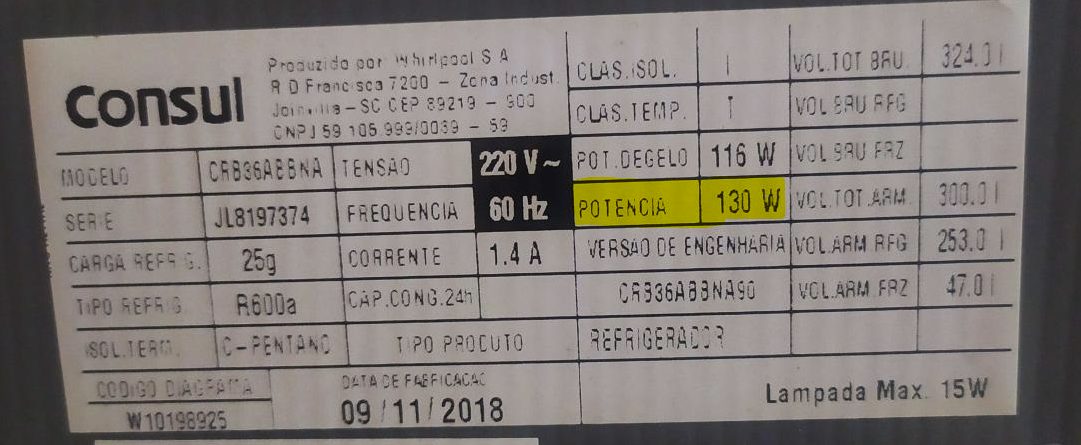 Consul
Produzido por Whirlpool S A
R D Francisca 7200 - Zona Indust.
Joinville-SC CEP 89219 - 900
CNPJ 59 105.999/0039 - 59
CLAS.ISOL. I VOL.TOT BRU. 324.0 l
CLAS.TEMP. T VOL BRU RFG
MODELO CRB36ABBNA TENSÃO 220 V~ POT.DEGELO 116 W VOL BRU FRZ
SERIE JL8197374 FREQUENCIA 60 Hz POTENCIA 130 W VOL.TOT.ARM. 300.0 l
CARGA REFRIG. 25g CORRENTE 1.4 A VERSÃO DE ENGENHARIA VOL.ARM RFG 253.0 l
TIPO REFRIG R600a CAP.CONG.24h CRB36ABBNA90 VOL.ARM.FRZ 47.0 l
ISOL.TERM. C-PENTANO TIPO PRODUTO REFRIGERADOR
CODIGO DIAGRAMA DATA DE FABRICACAO
W10198925 09/11/2018 Lampada Max. 15W